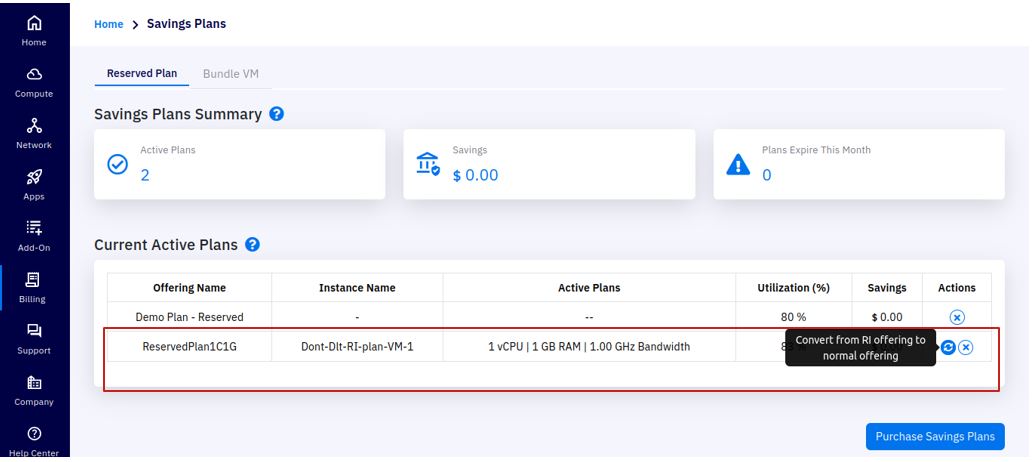 Home
Compute
Network
Apps
Add-On
Billing
Support
Company
Help Center
Home > Savings Plans
Reserved Plan Bundle VM
Savings Plans Summary ?
Active Plans
2
Savings
$ 0.00
Plans Expire This Month
0
Current Active Plans ?
Offering Name Instance Name Active Plans Utilization (%) Savings Actions
Demo Plan - Reserved - -- 80 % $ 0.00
ReservedPlan1C1G Dont-Dlt-RI-plan-VM-1 1 vCPU | 1 GB RAM | 1.00 GHz Bandwidth
Convert from RI offering to
normal offering
Purchase Savings Plans